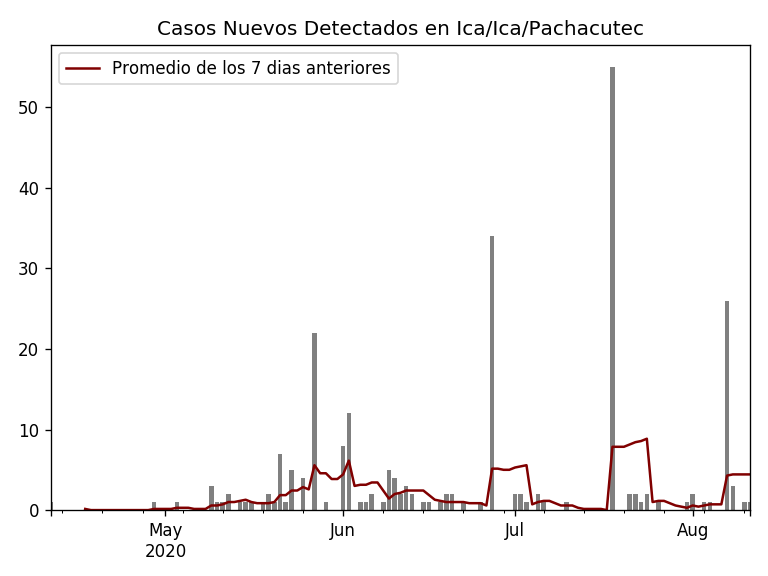 Casos Nuevos Detectados en Ica/Ica/Pachacutec
Promedio de los 7 dias anteriores
50
40
30
20
10
0
May Jun Jul Aug
2020